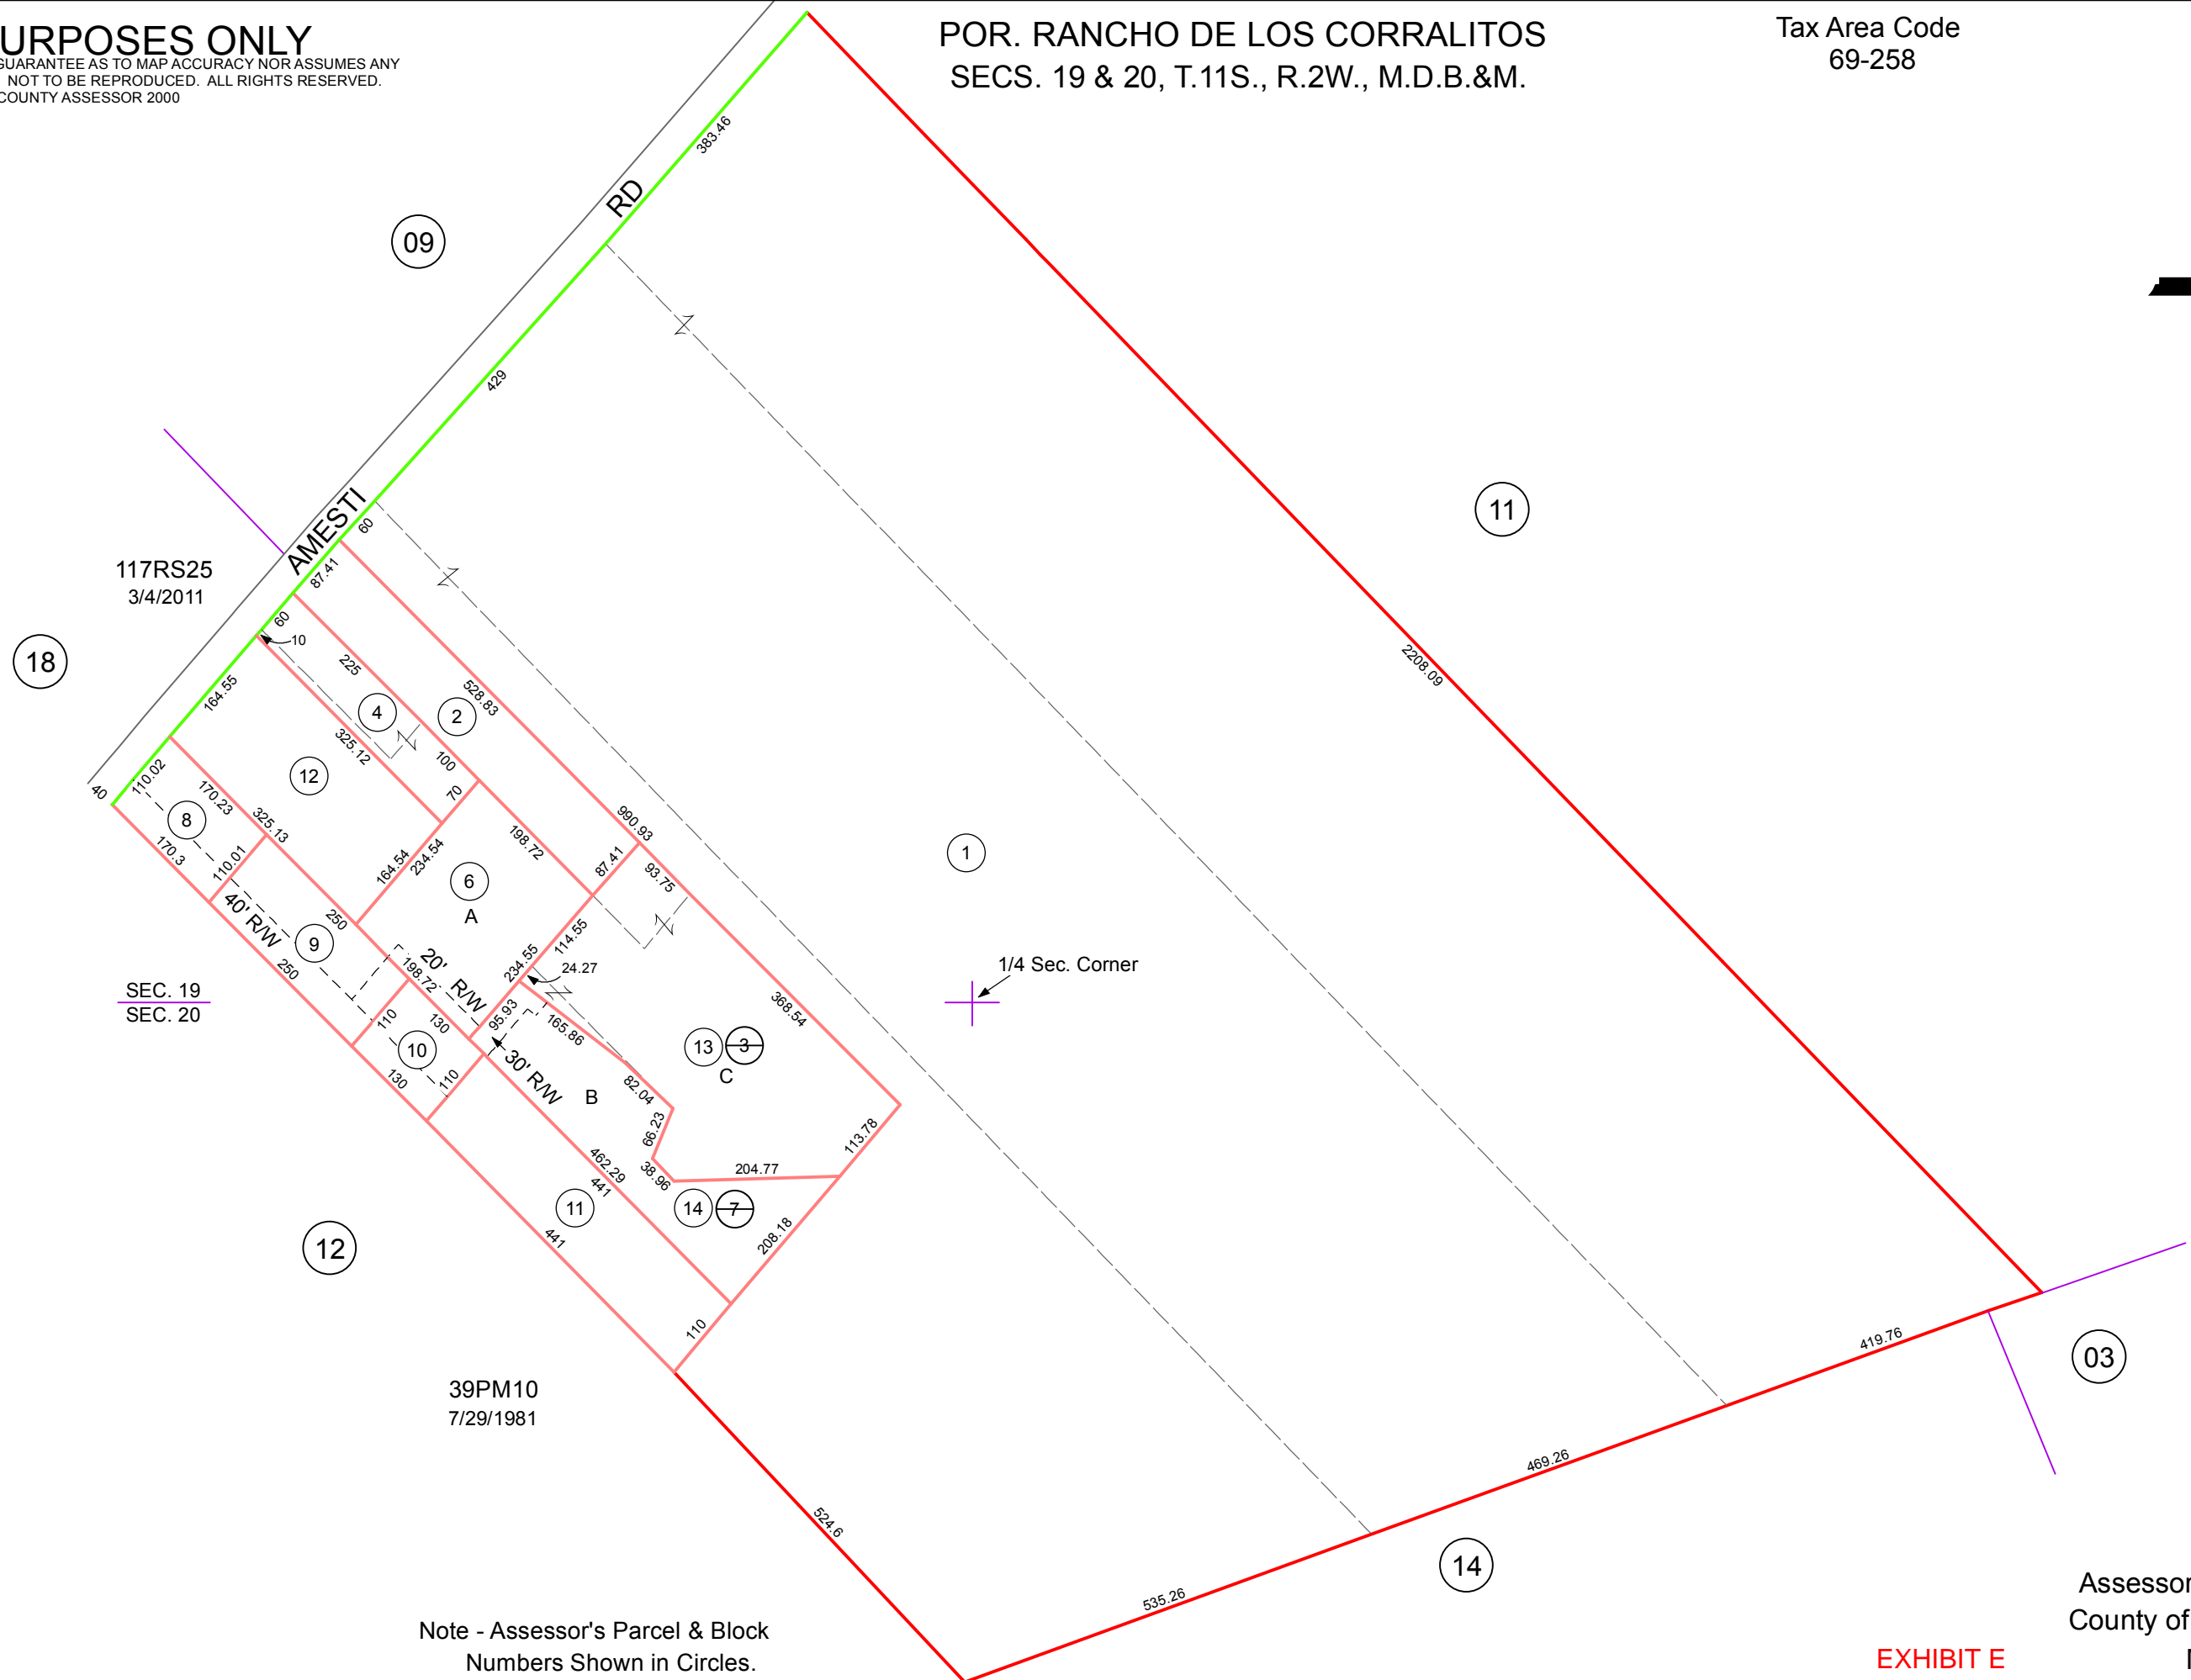 URPOSES ONLY
GUARANTEE AS TO MAP ACCURACY NOR ASSUMES ANY
NOT TO BE REPRODUCED. ALL RIGHTS RESERVED.
COUNTY ASSESSOR 2000
POR. RANCHO DE LOS CORRALITOS
SECS. 19 & 20, T.11S., R.2W., M.D.B.&M.
Tax Area Code
69-258
383.46
RD
09
429
11
AMESTI
60
87.41
117RS25
3/4/2011
60
10
18
225
2208.09
164.55
4
2
528.83
325.12
100
12
110.02
40
170.23
70
8
325.13
990.93
198.72
170.3
110.01
87.41
93.75
1
164.54
234.54
6
A
40' R/W
250
9
114.55
20' R/W
198.72
234.55
24.27
250
1/4 Sec. Corner
SEC. 19
SEC. 20
95.93
368.54
110
130
165.86
10
13
3
C
130
110
30' R/W
B
82.04
66.23
113.78
462.29
441
38.96
204.77
11
14
7
441
208.18
12
110
419.76
03
39PM10
7/29/1981
469.26
524.6
14
535.26
Note - Assessor's Parcel & Block
Numbers Shown in Circles.
Assessor
County of
EXHIBIT E